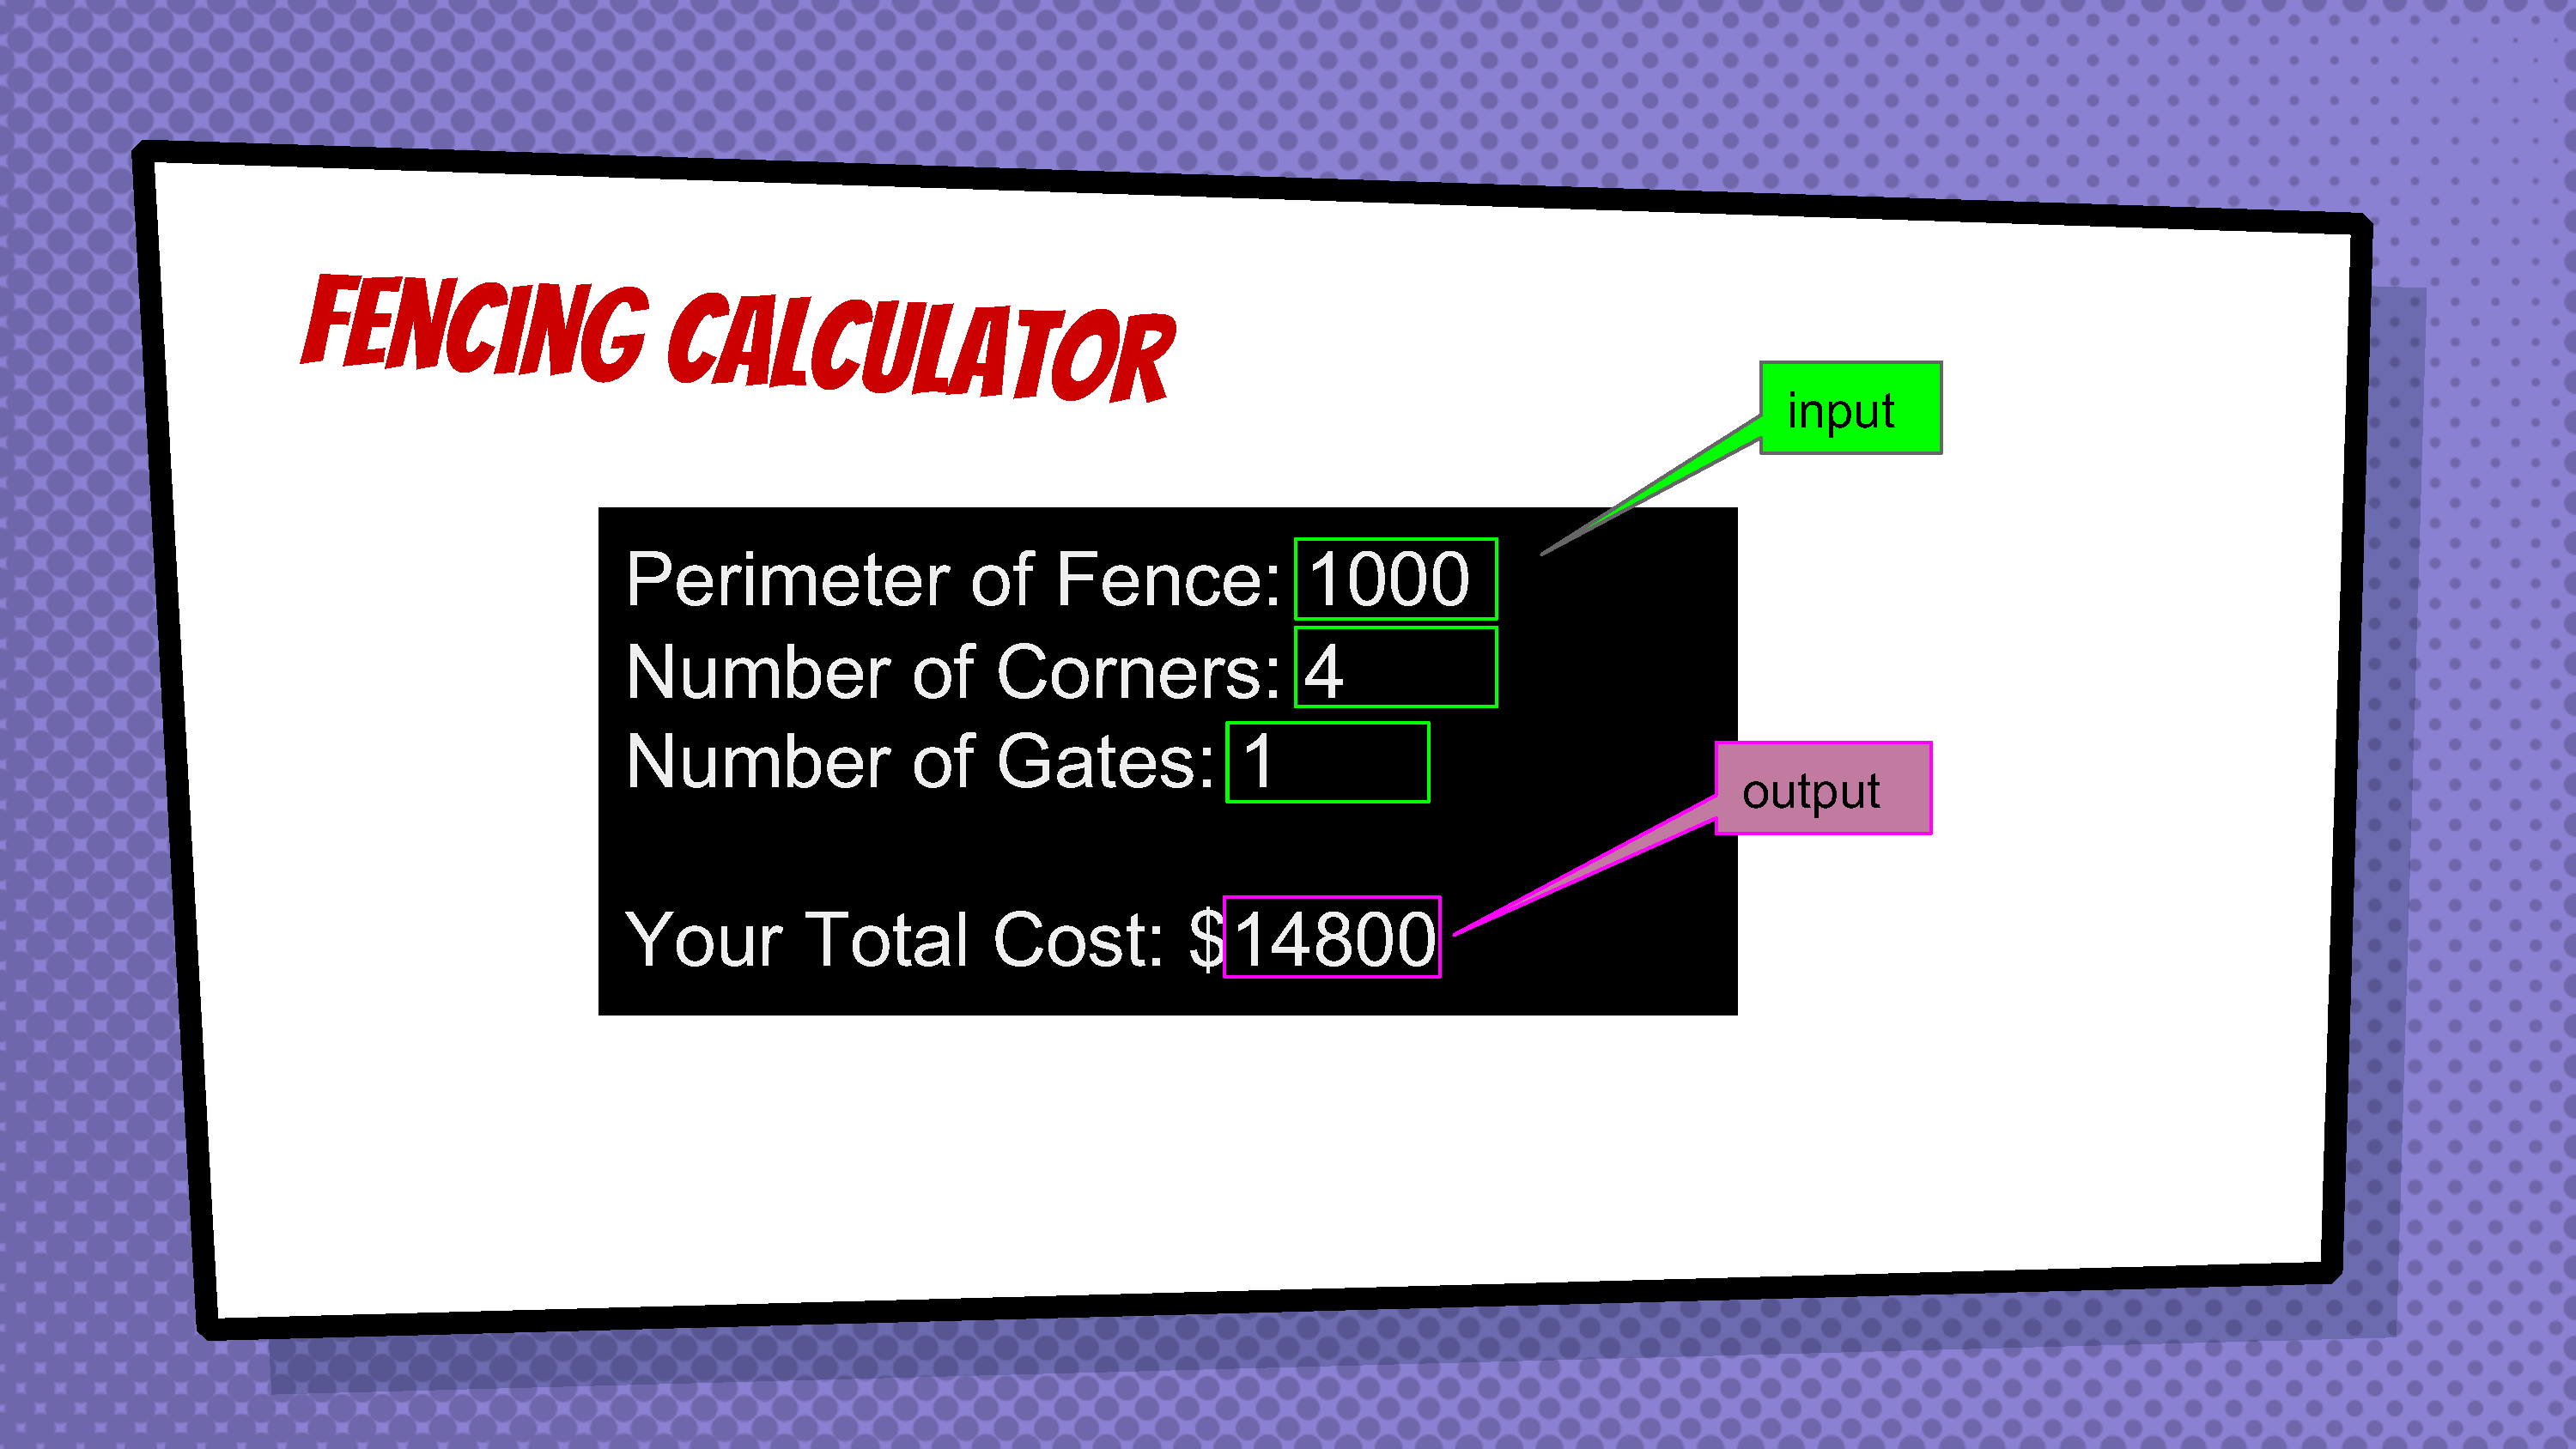 FENCING CALCULATOR
input
Perimeter of Fence: 1000
Number of Corners: 4
Number of Gates: 1
output
Your Total Cost: $14800